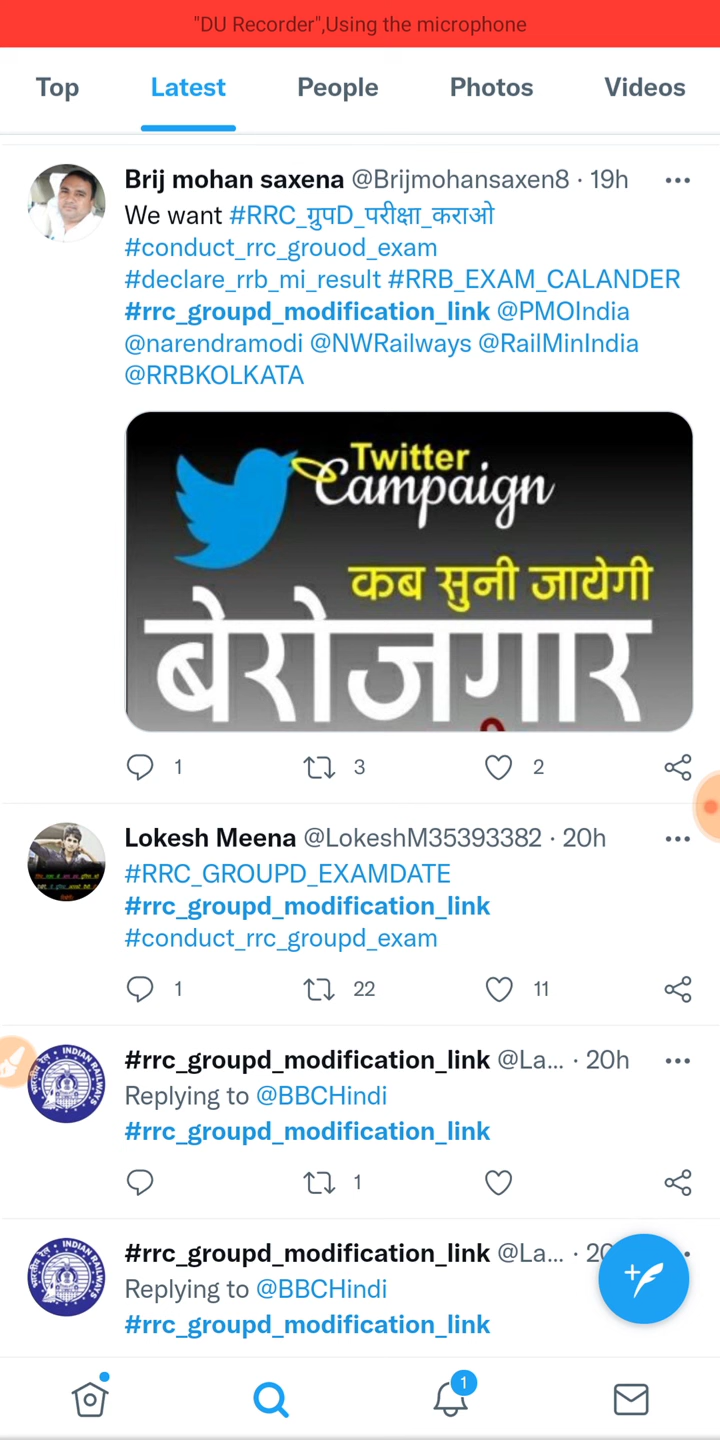 "DU Recorder",Using the microphone
Top Latest People Photos Videos
Brij mohan saxena @Brijmohansaxen8 · 19h
We want #RRC_ग्रुपD_परीक्षा_कराओ
#conduct_rrc_grouod_exam
#declare_rrb_mi_result #RRB_EXAM_CALANDER
#rrc_groupd_modification_link @PMOIndia
@narendramodi @NWRailways @RailMinIndia
@RRBKOLKATA
Twitter
Campaign
कब सुनी जायेगी
बेरोजगार
1 3 2
Lokesh Meena @LokeshM35393382 · 20h
#RRC_GROUPD_EXAMDATE
#rrc_groupd_modification_link
#conduct_rrc_groupd_exam
1 22 11
INDIAN RAILWAYS
भारतीय रेल
#rrc_groupd_modification_link @La... · 20h
Replying to @BBCHindi
#rrc_groupd_modification_link
1
INDIAN RAILWAYS
भारतीय रेल
#rrc_groupd_modification_link @La... · 20
Replying to @BBCHindi
#rrc_groupd_modification_link
1